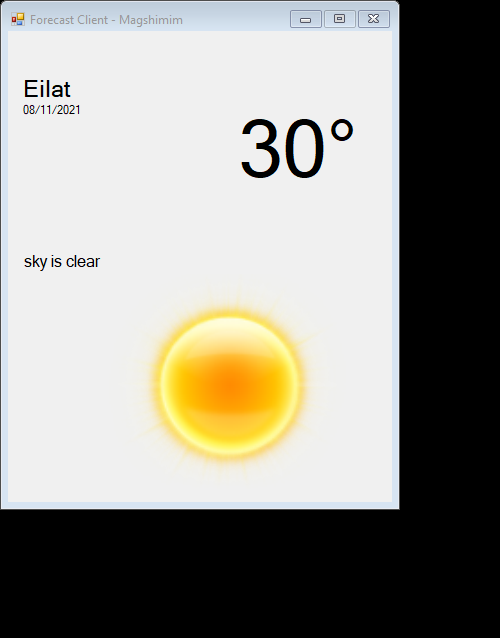 Forecast Client - Magshimim
Eilat
08/11/2021
30°
sky is clear